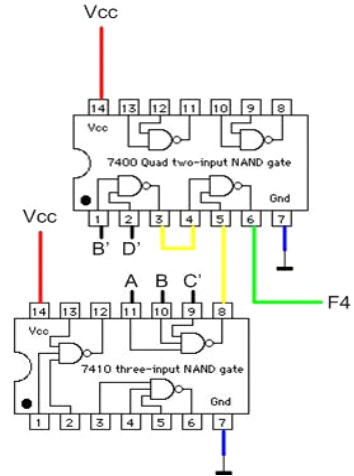 Vcc
14 13 12 11 10 9 8
Vcc
7400 Quad two-input NAND gate
Gnd
1 2 3 4 5 6 7
B’ D’
Vcc
A B C’
F4
14 13 12 11 10 9 8
Vcc
7410 three-input NAND gate
Gnd
1 2 3 4 5 6 7